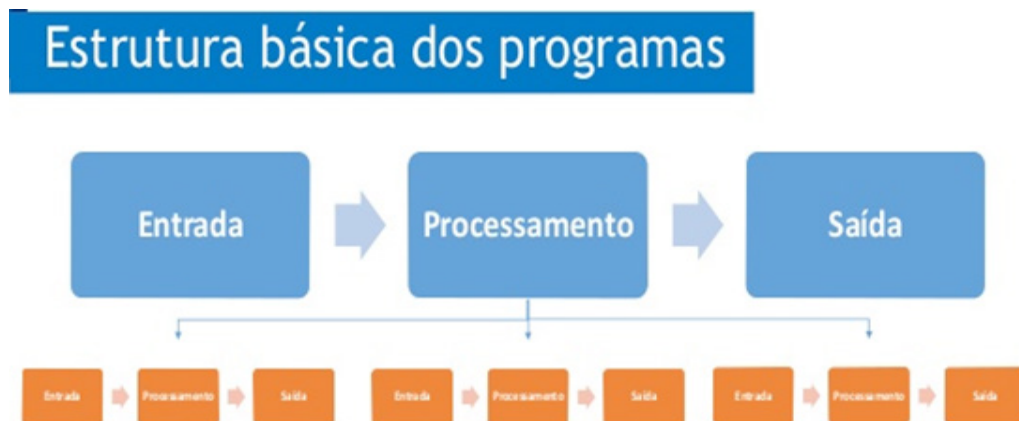 Estrutura básica dos programas
Entrada Processamento Saída
Entrada Processamento Saída Entrada Processamento Saída Entrada Processamento Saída